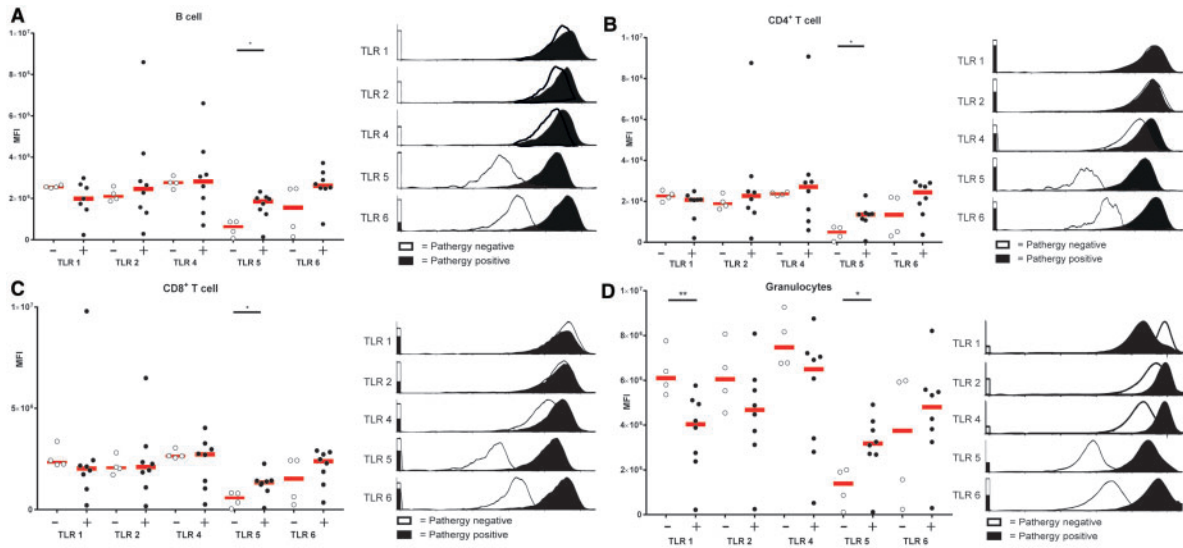 A
B cell
1•10⁷
8•10⁶
6•10⁶
4•10⁶
2•10⁶
0
MFI
*
− + − + − + − + − +
TLR 1 TLR 2 TLR 4 TLR 5 TLR 6
TLR 1
TLR 2
TLR 4
TLR 5
TLR 6
= Pathergy negative
= Pathergy positive
B
CD4⁺ T cell
1•10⁷
8•10⁶
6•10⁶
4•10⁶
2•10⁶
0
MFI
*
− + − + − + − + − +
TLR 1 TLR 2 TLR 4 TLR 5 TLR 6
TLR 1
TLR 2
TLR 4
TLR 5
TLR 6
= Pathergy negative
= Pathergy positive
C
CD8⁺ T cell
1•10⁷
5•10⁶
0
MFI
*
− + − + − + − + − +
TLR 1 TLR 2 TLR 4 TLR 5 TLR 6
TLR 1
TLR 2
TLR 4
TLR 5
TLR 6
= Pathergy negative
= Pathergy positive
D
Granulocytes
1•10⁷
8•10⁶
6•10⁶
4•10⁶
2•10⁶
0
MFI
** *
− + − + − + − + − +
TLR 1 TLR 2 TLR 4 TLR 5 TLR 6
TLR 1
TLR 2
TLR 4
TLR 5
TLR 6
= Pathergy negative
= Pathergy positive